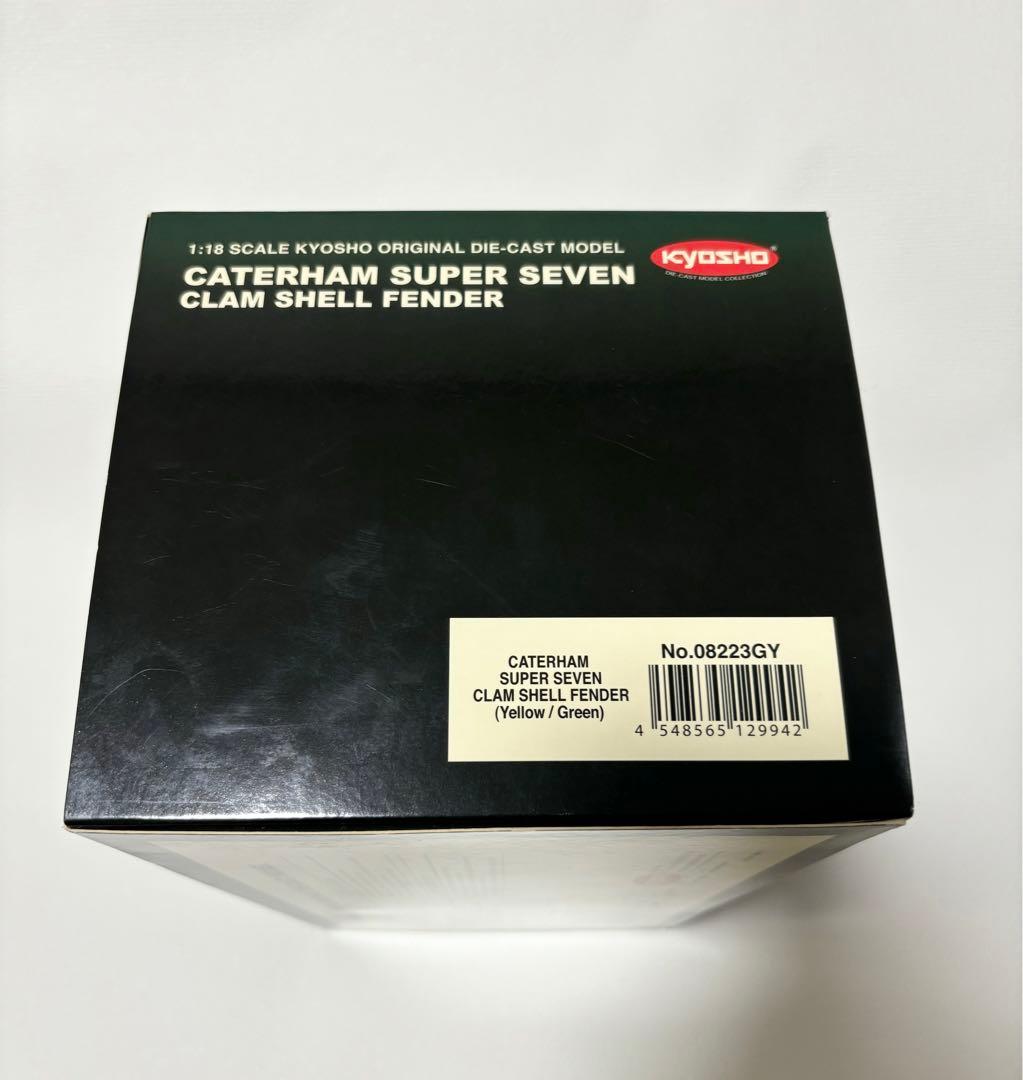 1:18 SCALE KYOSHO ORIGINAL DIE-CAST MODEL
CATERHAM SUPER SEVEN
CLAM SHELL FENDER
KYOSHO®
DIE-CAST MODEL COLLECTION
CATERHAM
SUPER SEVEN
CLAM SHELL FENDER
(Yellow / Green)
No.08223GY
4 548565 129942